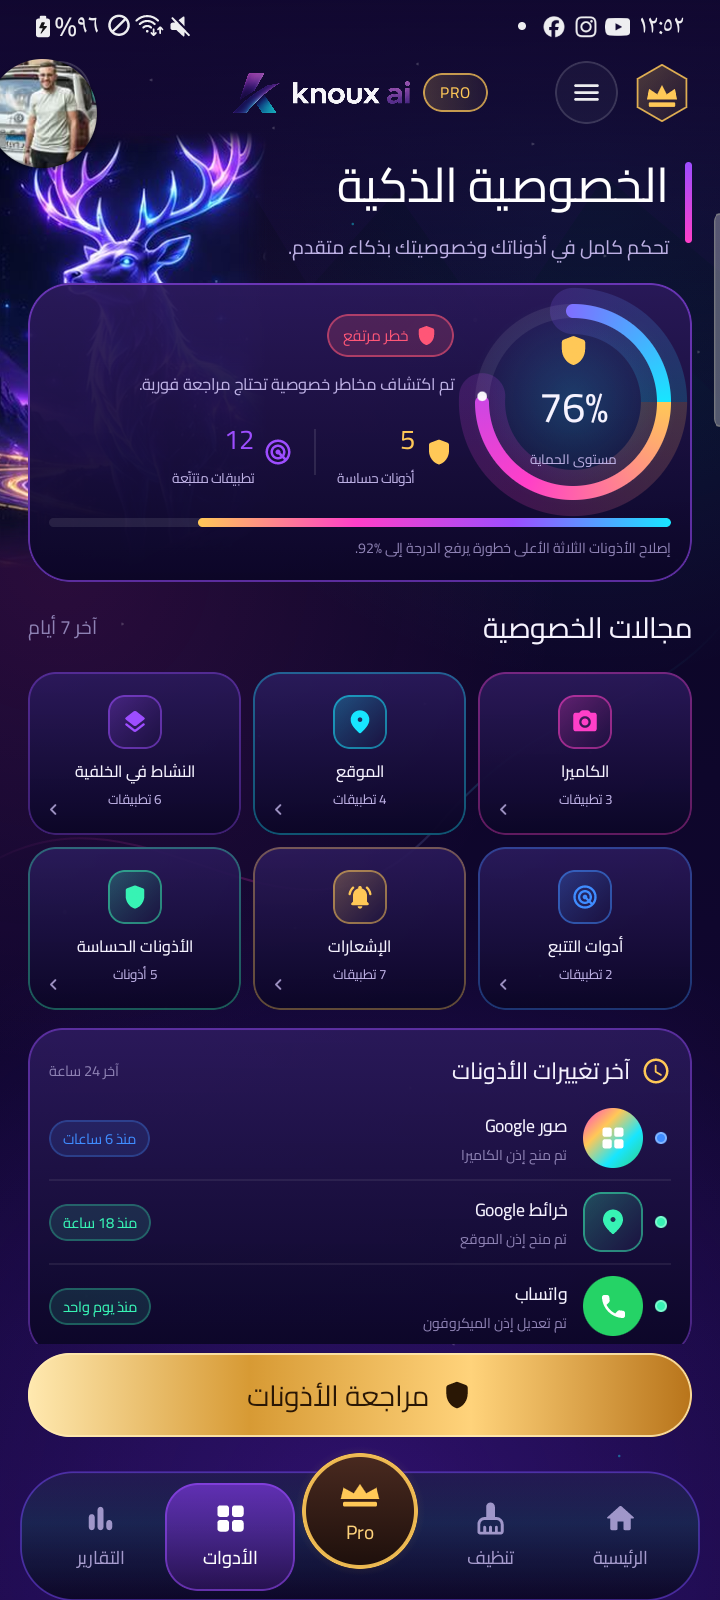 ١٢:٥٢
%٩٦
knoux ai
PRO
الخصوصية الذكية
تحكم كامل في أذوناتك وخصوصيتك بذكاء متقدم.
76%
مستوى الحماية
خطر مرتفع
تم اكتشاف مخاطر خصوصية تحتاج مراجعة فورية.
5
أذونات حساسة
12
تطبيقات متتبّعة
إصلاح الأذونات الثلاثة الأعلى خطورة يرفع الدرجة إلى 92%.
مجالات الخصوصية
آخر 7 أيام
الكاميرا
3 تطبيقات
الموقع
4 تطبيقات
النشاط في الخلفية
6 تطبيقات
أدوات التتبع
2 تطبيقات
الإشعارات
7 تطبيقات
الأذونات الحساسة
5 أذونات
آخر تغييرات الأذونات
آخر 24 ساعة
صور Google
تم منح إذن الكاميرا
منذ 6 ساعات
خرائط Google
تم منح إذن الموقع
منذ 18 ساعة
واتساب
تم تعديل إذن الميكروفون
منذ يوم واحد
مراجعة الأذونات
الرئيسية
تنظيف
Pro
الأدوات
التقارير